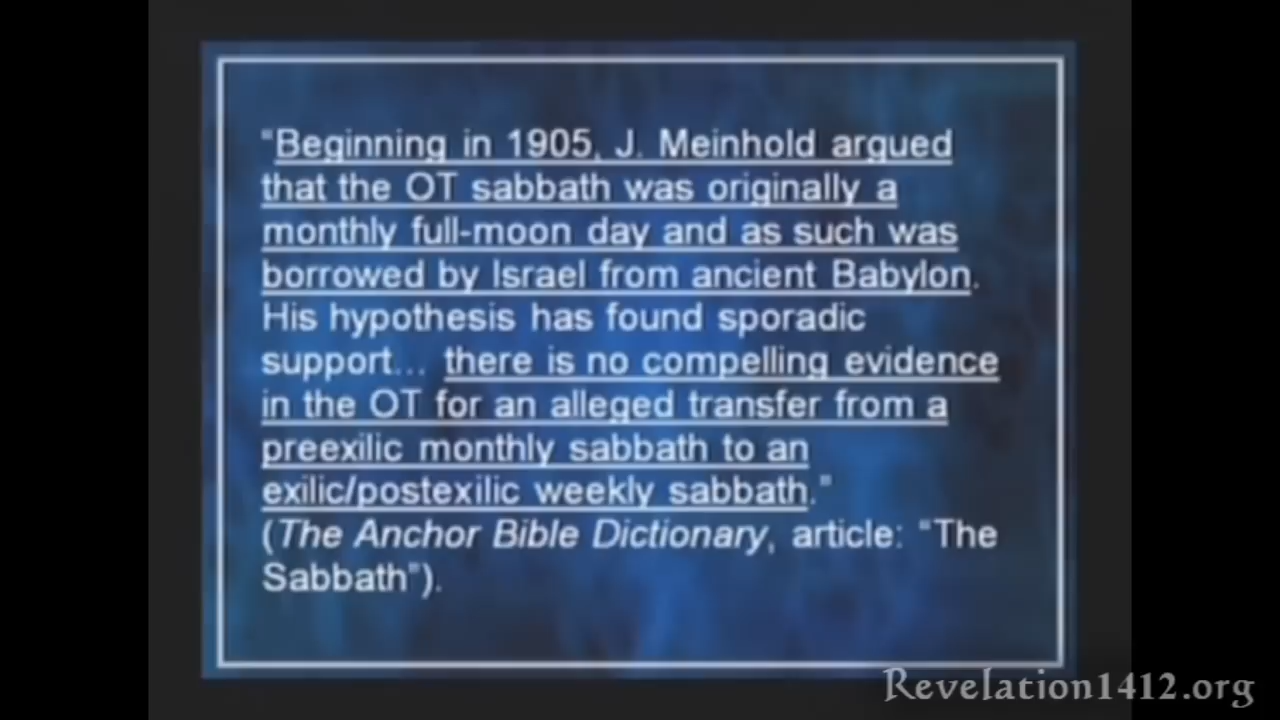 “Beginning in 1905, J. Meinhold argued
that the OT sabbath was originally a
monthly full-moon day and as such was
borrowed by Israel from ancient Babylon.
His hypothesis has found sporadic
support... there is no compelling evidence
in the OT for an alleged transfer from a
preexilic monthly sabbath to an
exilic/postexilic weekly sabbath.”
(The Anchor Bible Dictionary, article: “The
Sabbath”).
Revelation1412.org